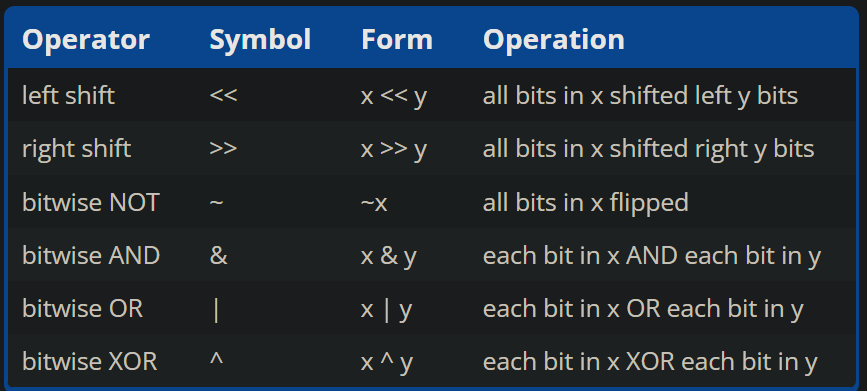 Operator Symbol Form Operation
left shift << x << y all bits in x shifted left y bits
right shift >> x >> y all bits in x shifted right y bits
bitwise NOT ~ ~x all bits in x flipped
bitwise AND & x & y each bit in x AND each bit in y
bitwise OR | x | y each bit in x OR each bit in y
bitwise XOR ^ x ^ y each bit in x XOR each bit in y